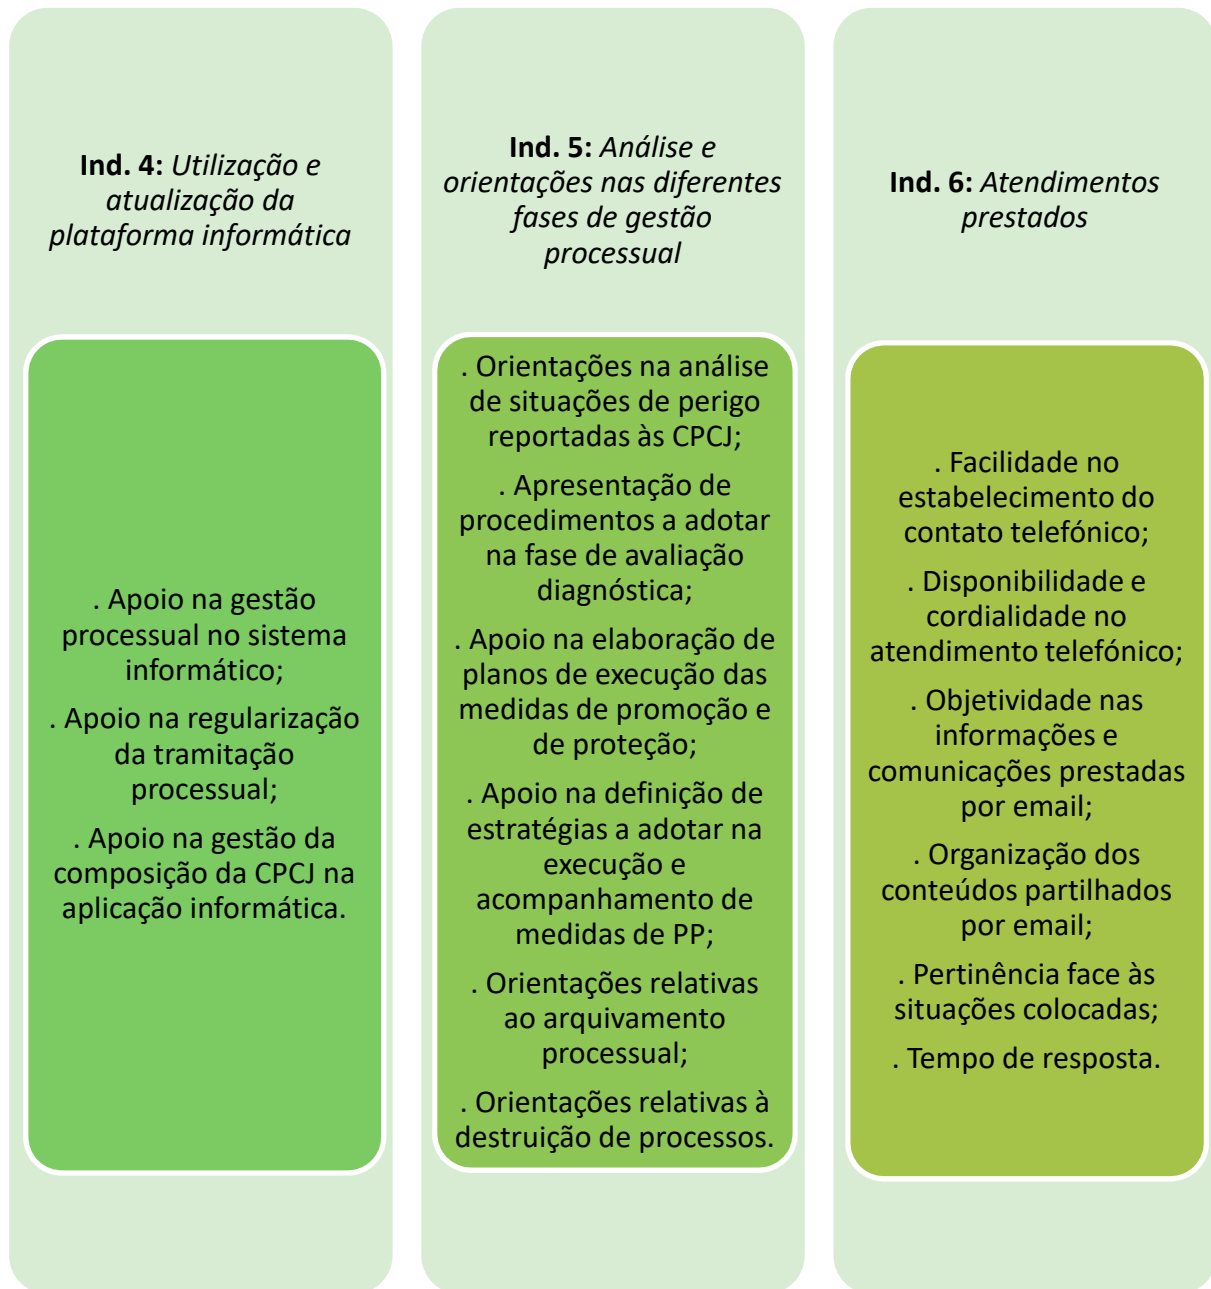 Ind. 4: Utilização e
atualização da
plataforma informática
. Apoio na gestão
processual no sistema
informático;
. Apoio na regularização
da tramitação
processual;
. Apoio na gestão da
composição da CPCJ na
aplicação informática.
Ind. 5: Análise e
orientações nas diferentes
fases de gestão
processual
. Orientações na análise
de situações de perigo
reportadas às CPCJ;
. Apresentação de
procedimentos a adotar
na fase de avaliação
diagnóstica;
. Apoio na elaboração de
planos de execução das
medidas de promoção e
de proteção;
. Apoio na definição de
estratégias a adotar na
execução e
acompanhamento de
medidas de PP;
. Orientações relativas
ao arquivamento
processual;
. Orientações relativas à
destruição de processos.
Ind. 6: Atendimentos
prestados
. Facilidade no
estabelecimento do
contato telefónico;
. Disponibilidade e
cordialidade no
atendimento telefónico;
. Objetividade nas
informações e
comunicações prestadas
por email;
. Organização dos
conteúdos partilhados
por email;
. Pertinência face às
situações colocadas;
. Tempo de resposta.